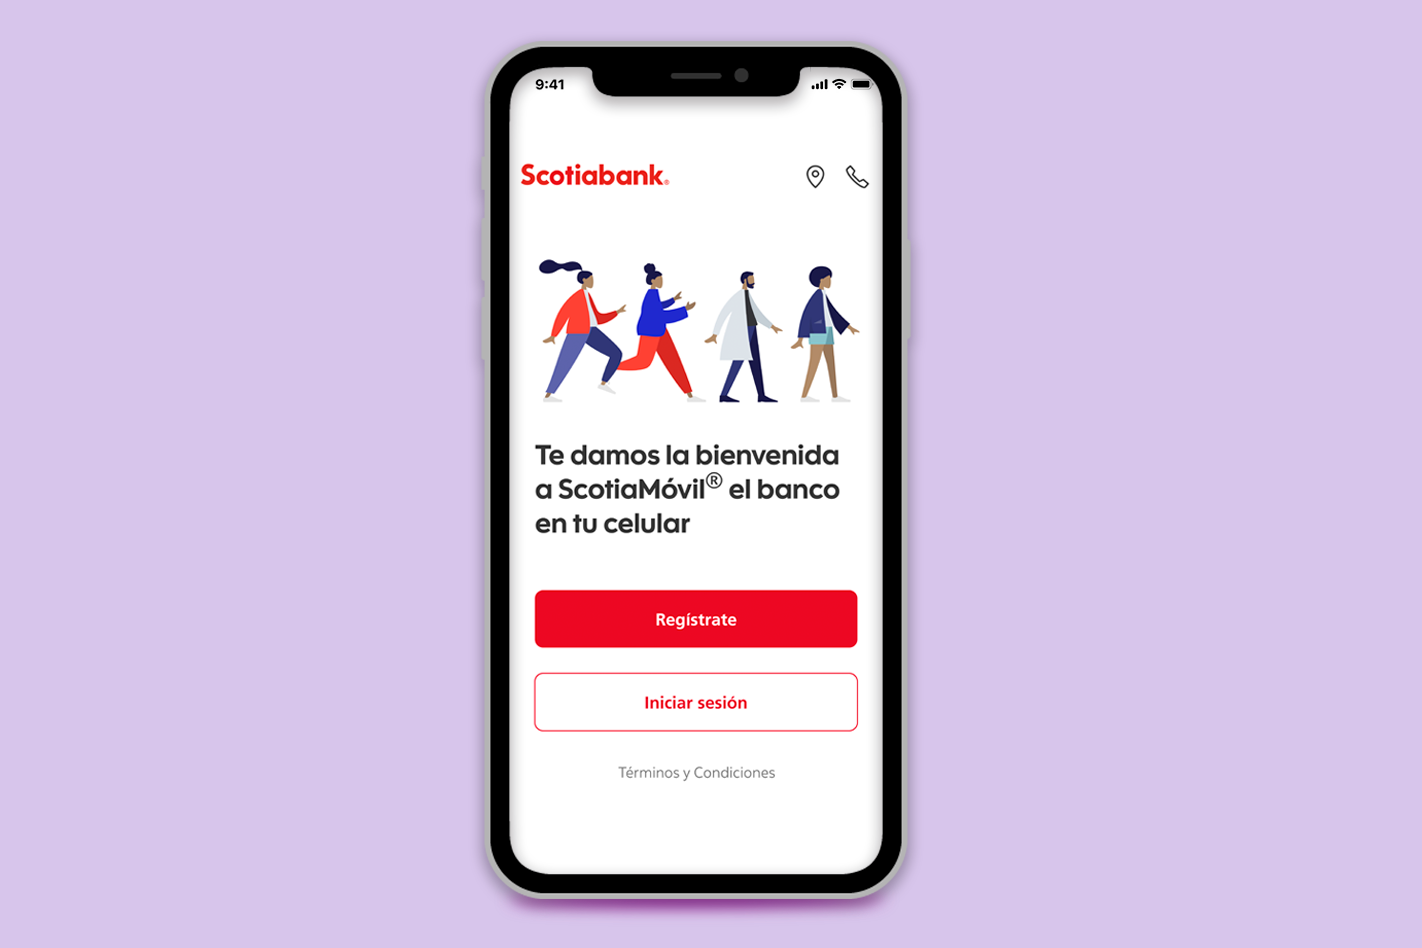 9:41
Scotiabank®
Te damos la bienvenida
a ScotiaMóvil® el banco
en tu celular
Regístrate
Iniciar sesión
Términos y Condiciones